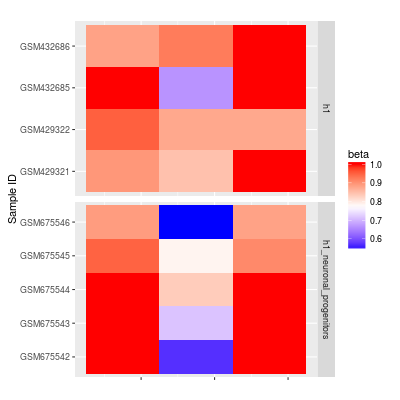 GSM432686
GSM432685
GSM429322
GSM429321
h1
GSM675546
GSM675545
GSM675544
GSM675543
GSM675542
h1_neuronal_progenitors
Sample ID
beta
1.0
0.9
0.8
0.7
0.6